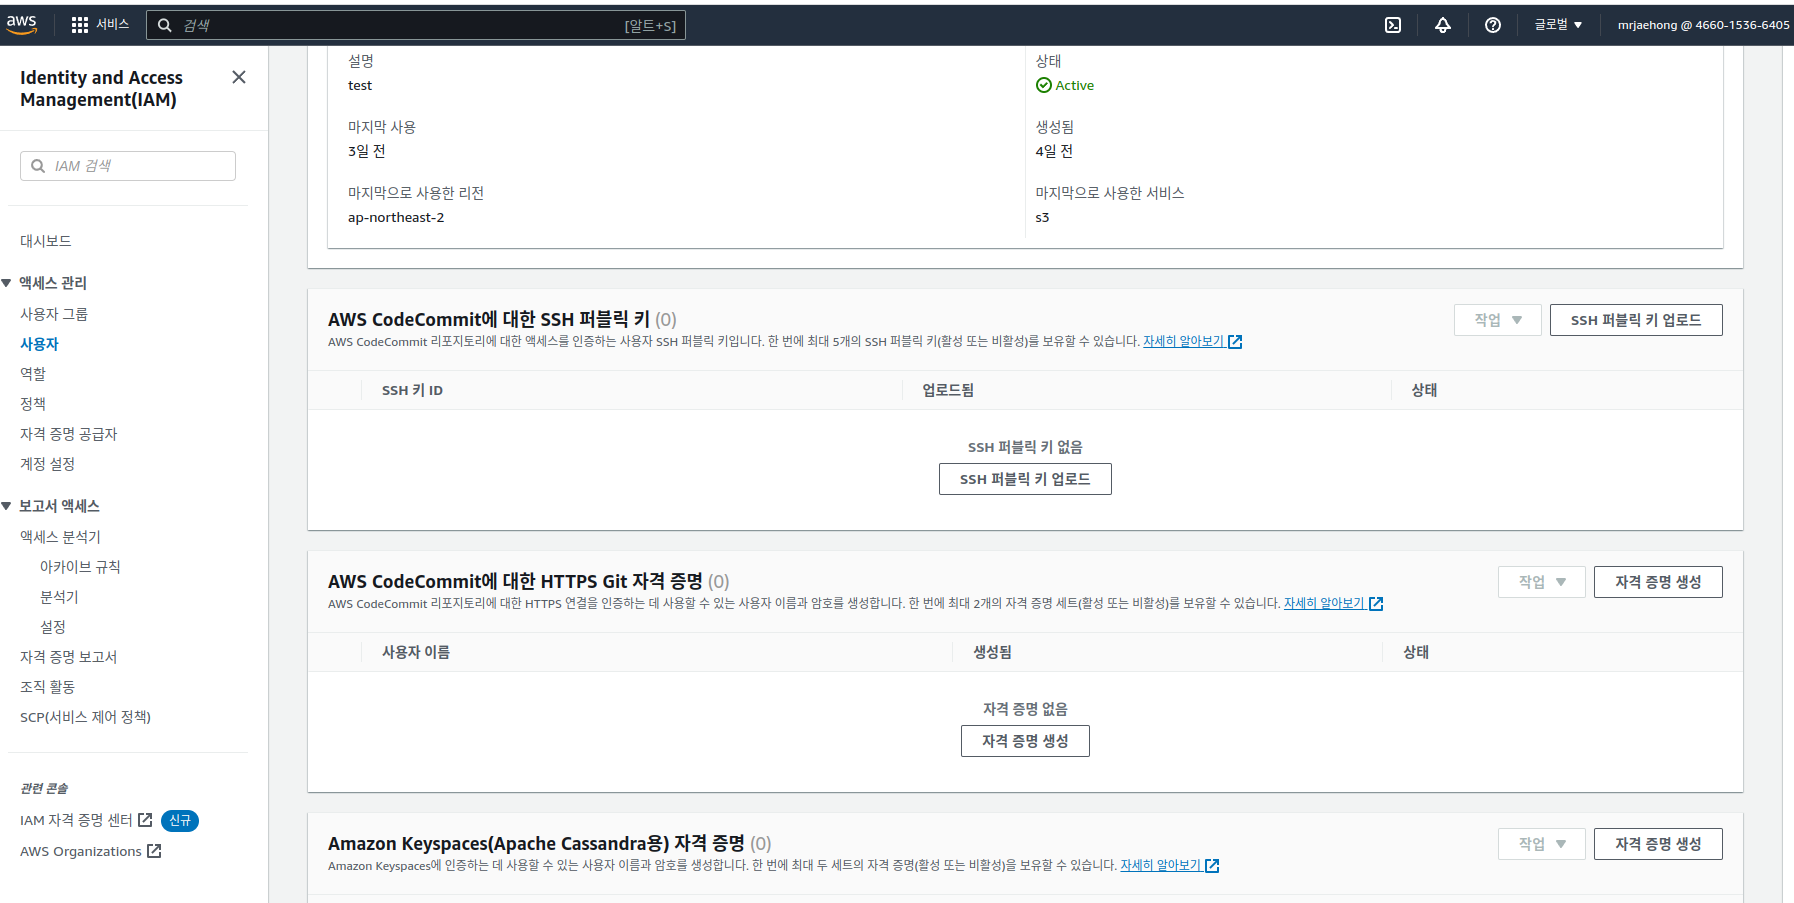 aws
서비스
검색
[알트+S]
글로벌
mrjaehong @ 4660-1536-6405
Identity and Access
Management(IAM)
IAM 검색
대시보드
액세스 관리
사용자 그룹
사용자
역할
정책
자격 증명 공급자
계정 설정
보고서 액세스
액세스 분석기
아카이브 규칙
분석기
설정
자격 증명 보고서
조직 활동
SCP(서비스 제어 정책)
관련 콘솔
IAM 자격 증명 센터 신규
AWS Organizations
설명
test
상태
Active
마지막 사용
3일 전
생성됨
4일 전
마지막으로 사용한 리전
ap-northeast-2
마지막으로 사용한 서비스
s3
AWS CodeCommit에 대한 SSH 퍼블릭 키 (0)
AWS CodeCommit 리포지토리에 대한 액세스를 인증하는 사용자 SSH 퍼블릭 키입니다. 한 번에 최대 5개의 SSH 퍼블릭 키(활성 또는 비활성)를 보유할 수 있습니다. 자세히 알아보기
작업
SSH 퍼블릭 키 업로드
SSH 키 ID
업로드됨
상태
SSH 퍼블릭 키 없음
SSH 퍼블릭 키 업로드
AWS CodeCommit에 대한 HTTPS Git 자격 증명 (0)
AWS CodeCommit 리포지토리에 대한 HTTPS 연결을 인증하는 데 사용할 수 있는 사용자 이름과 암호를 생성합니다. 한 번에 최대 2개의 자격 증명 세트(활성 또는 비활성)를 보유할 수 있습니다. 자세히 알아보기
작업
자격 증명 생성
사용자 이름
생성됨
상태
자격 증명 없음
자격 증명 생성
Amazon Keyspaces(Apache Cassandra용) 자격 증명 (0)
Amazon Keyspaces에 인증하는 데 사용할 수 있는 사용자 이름과 암호를 생성합니다. 한 번에 최대 두 세트의 자격 증명(활성 또는 비활성)을 보유할 수 있습니다. 자세히 알아보기
작업
자격 증명 생성